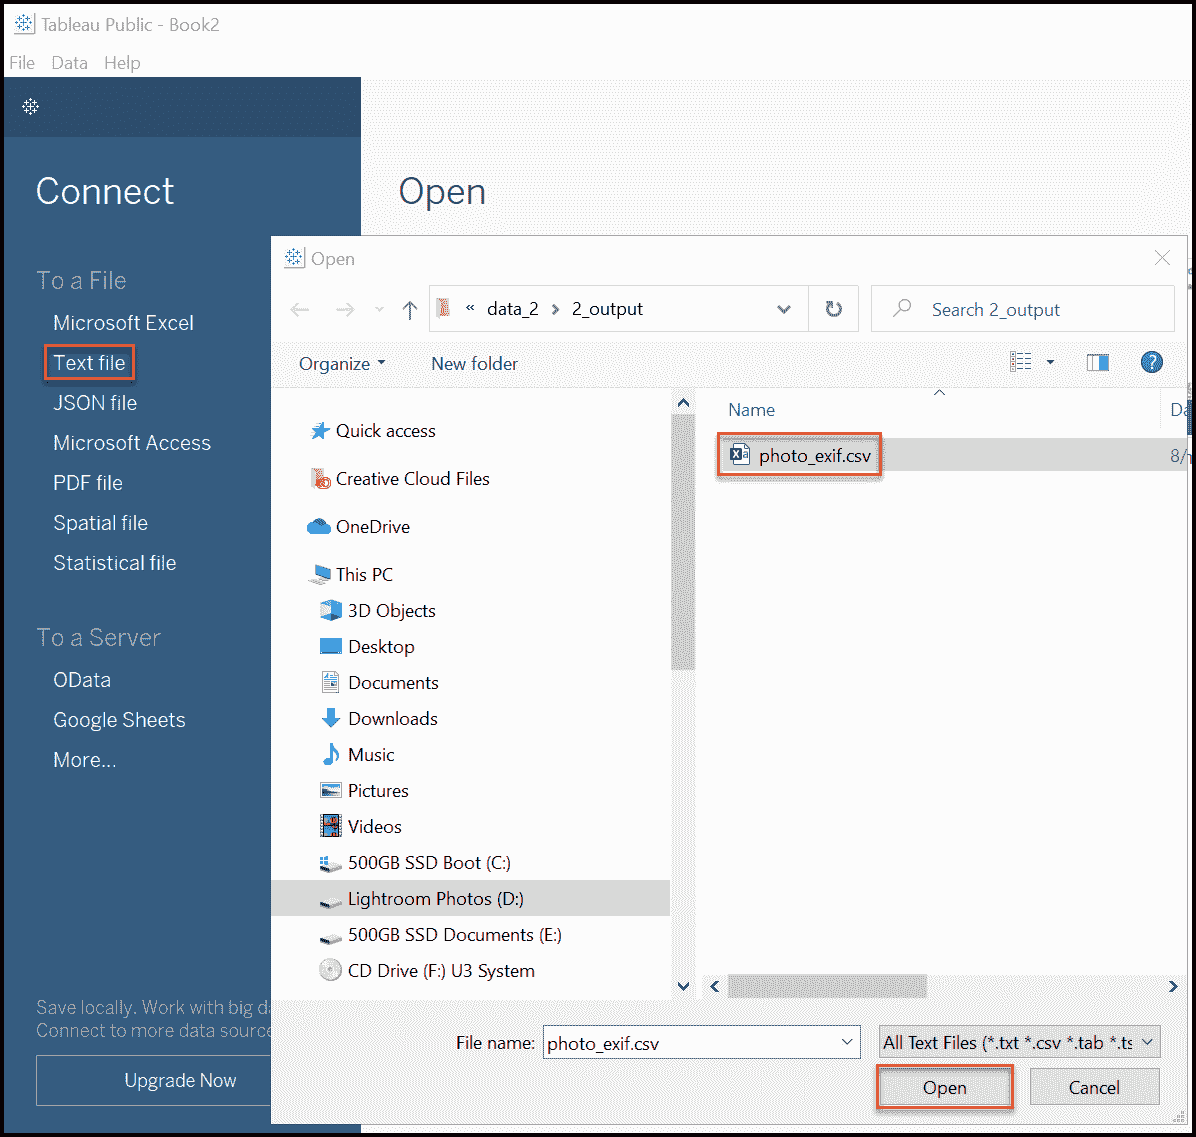 Tableau Public - Book2
File Data Help
Connect
Open
To a File
Microsoft Excel
Text file
JSON file
Microsoft Access
PDF file
Spatial file
Statistical file
To a Server
OData
Google Sheets
More...
Save locally. Work with big da
Connect to more data source
Upgrade Now
Open
« data_2 > 2_output
Search 2_output
Organize
New folder
?
Quick access
Creative Cloud Files
OneDrive
This PC
3D Objects
Desktop
Documents
Downloads
Music
Pictures
Videos
500GB SSD Boot (C:)
Lightroom Photos (D:)
500GB SSD Documents (E:)
CD Drive (F:) U3 System
Name
Da
photo_exif.csv
8/
File name: photo_exif.csv
All Text Files (*.txt *.csv *.tab *.ts
Open
Cancel